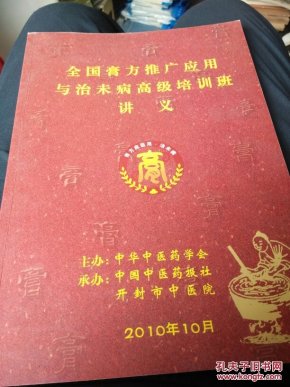 全国膏方推广应用
与治未病高级培训班
讲 义
膏
主办：中华中医药学会
承办：中国中医药报社
开封市中医院
2010年10月
孔夫子旧书网